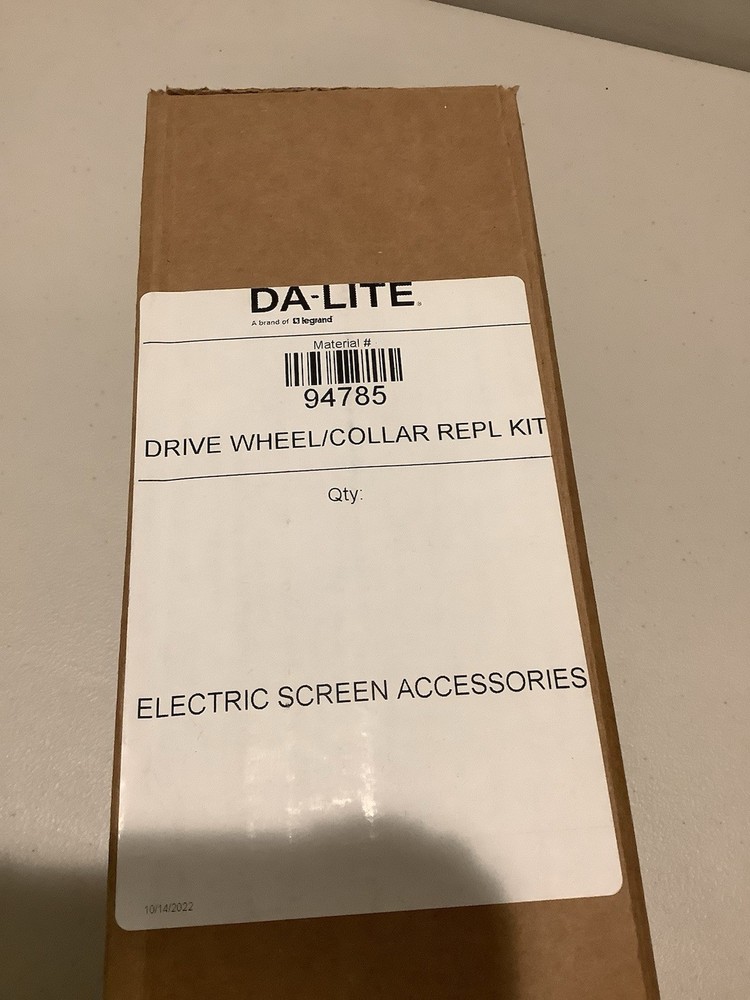 DA-LITE®
A brand of legrand
Material #
94785
DRIVE WHEEL/COLLAR REPL KIT
Qty:
ELECTRIC SCREEN ACCESSORIES
10/14/2022